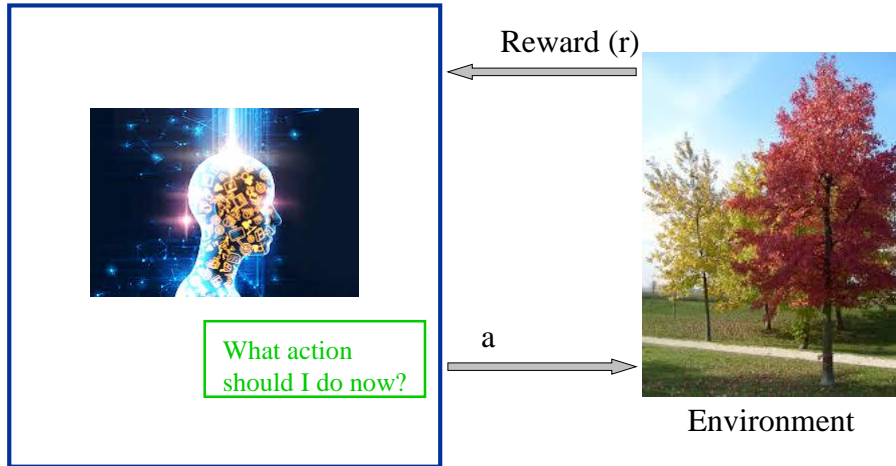 Reward (r)
What action
should I do now?
a
Environment